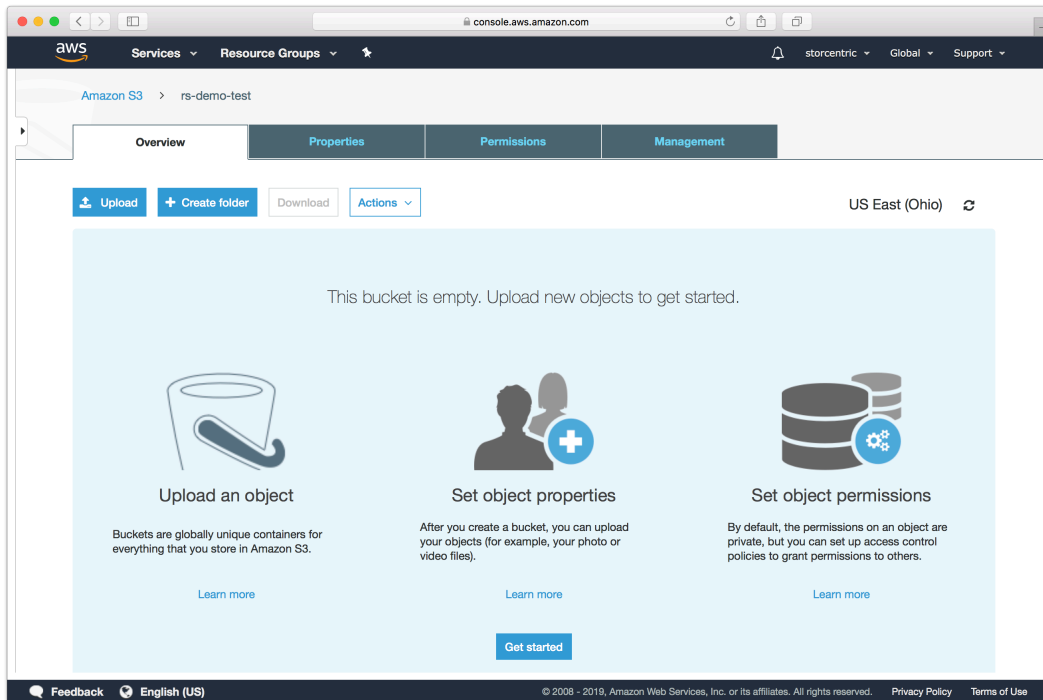 console.aws.amazon.com
aws Services Resource Groups storcentric Global Support
Amazon S3 > rs-demo-test
Overview Properties Permissions Management
Upload Create folder Download Actions US East (Ohio)
This bucket is empty. Upload new objects to get started.
Upload an object
Buckets are globally unique containers for
everything that you store in Amazon S3.
Learn more
Set object properties
After you create a bucket, you can upload
your objects (for example, your photo or
video files).
Learn more
Set object permissions
By default, the permissions on an object are
private, but you can set up access control
policies to grant permissions to others.
Learn more
Get started
Feedback English (US) © 2008 - 2019, Amazon Web Services, Inc. or its affiliates. All rights reserved. Privacy Policy Terms of Use